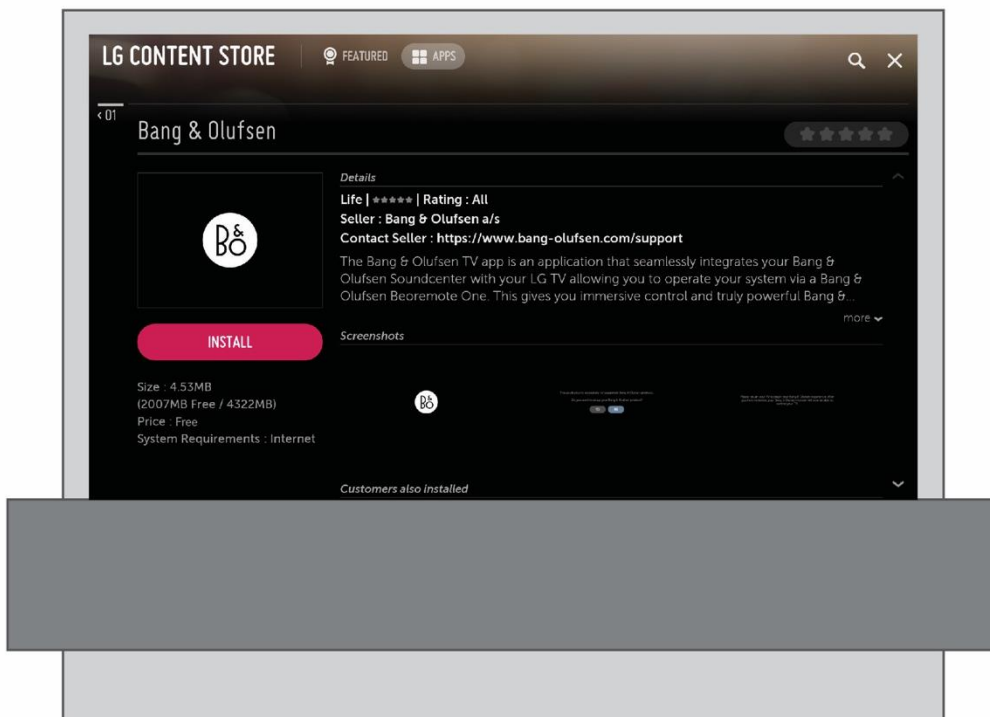 LG CONTENT STORE
FEATURED
APPS
‹ 01
Bang & Olufsen
Details
Life | ★★★★★ | Rating : All
Seller : Bang & Olufsen a/s
Contact Seller : https://www.bang-olufsen.com/support
The Bang & Olufsen TV app is an application that seamlessly integrates your Bang &
Olufsen Soundcenter with your LG TV allowing you to operate your system via a Bang &
Olufsen Beoremote One. This gives you immersive control and truly powerful Bang &...
more
B&O
INSTALL
Size : 4.53MB
(2007MB Free / 4322MB)
Price : Free
System Requirements : Internet
Screenshots
B&O
Customers also installed